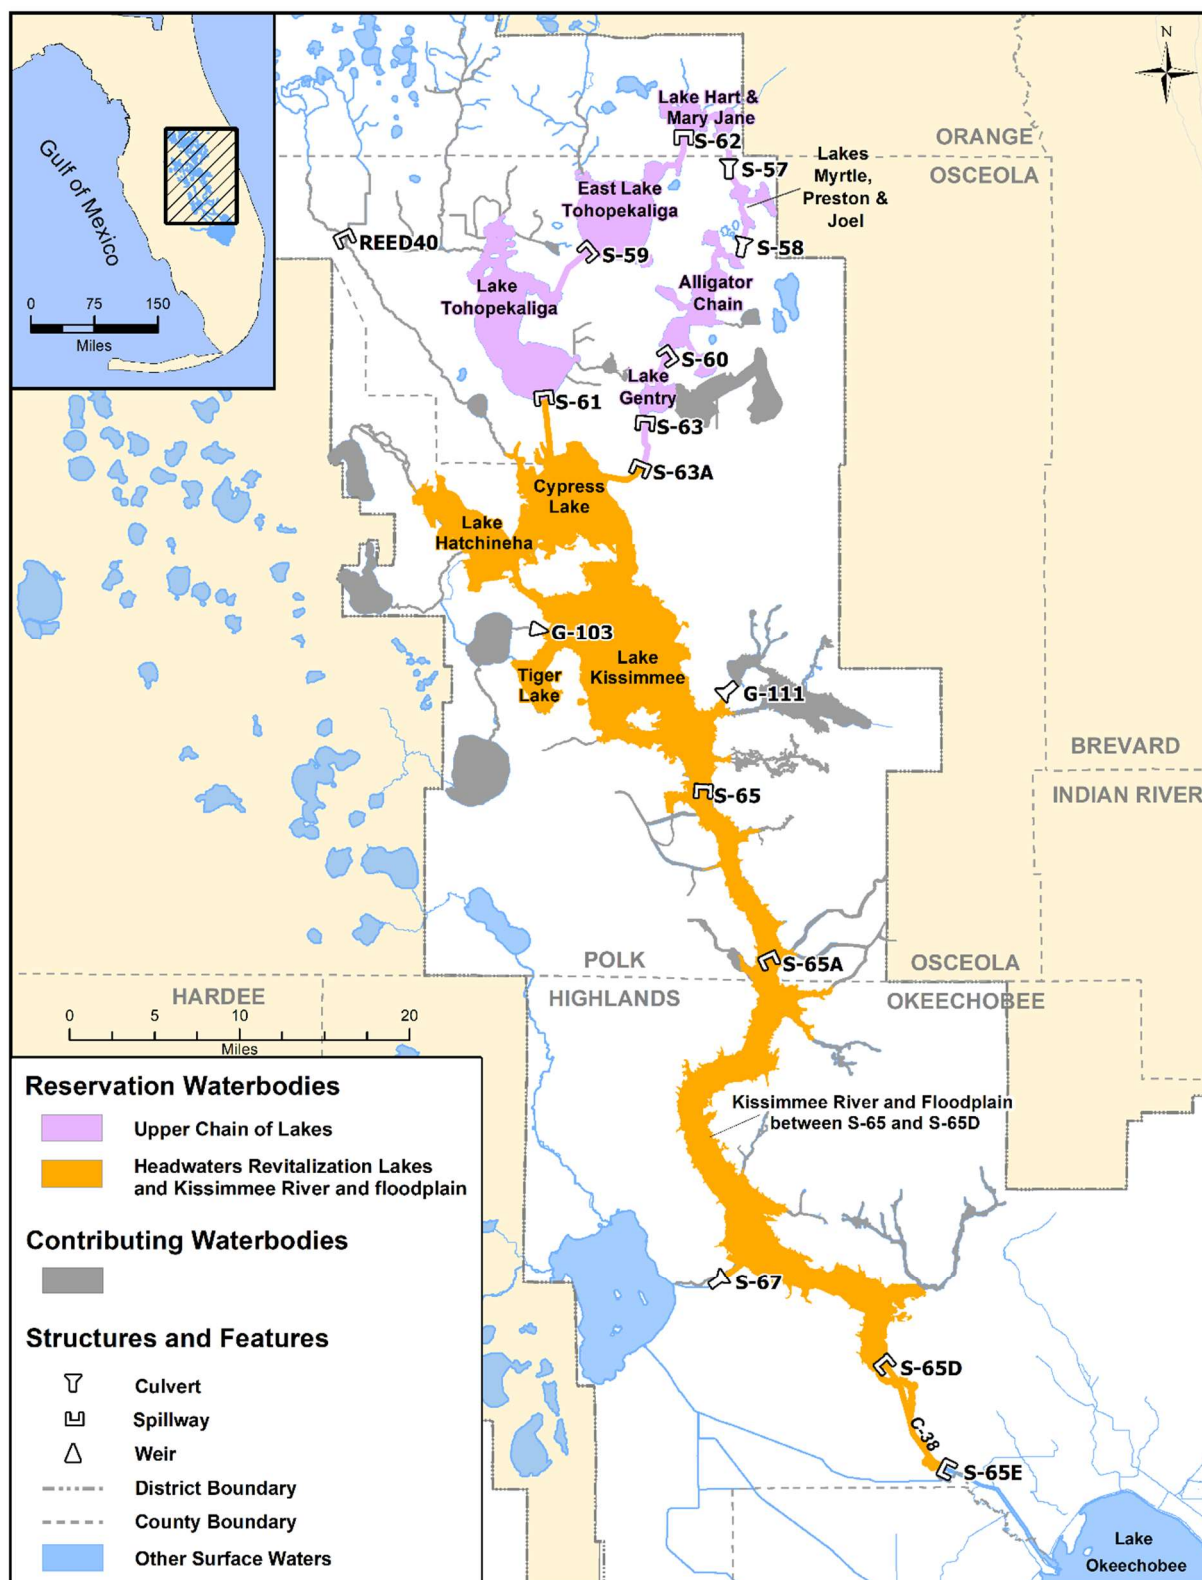 N
Gulf of Mexico
0 75 150
Miles
Lake Hart &
Mary Jane
S-62
ORANGE
OSCEOLA
S-57
Lakes
Myrtle,
Preston &
Joel
East Lake
Tohopekaliga
REED40
S-59
S-58
Lake
Tohopekaliga
Alligator
Chain
S-60
Lake
Gentry
S-61
S-63
S-63A
Cypress
Lake
Lake
Hatchineha
G-103
Lake
Kissimmee
Tiger
Lake
G-111
BREVARD
INDIAN RIVER
S-65
POLK
HIGHLANDS
S-65A
OSCEOLA
OKEECHOBEE
HARDEE
0 5 10 20
Miles
Kissimmee River and Floodplain
between S-65 and S-65D
S-67
S-65D
C-38
S-65E
Lake
Okeechobee
Reservation Waterbodies
Upper Chain of Lakes
Headwaters Revitalization Lakes
and Kissimmee River and floodplain
Contributing Waterbodies
Structures and Features
Culvert
Spillway
Weir
District Boundary
County Boundary
Other Surface Waters